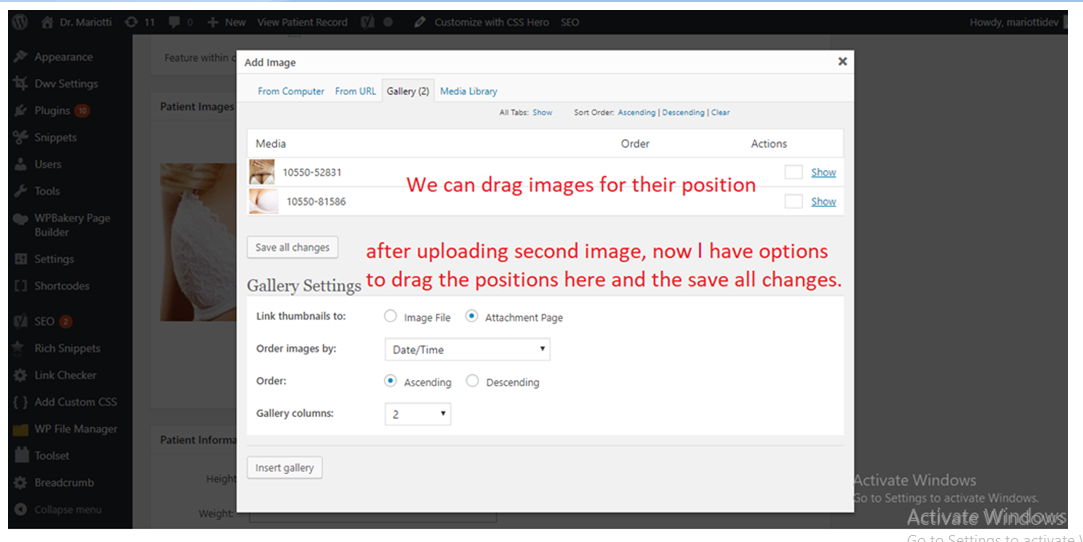 Dr. Mariotti 11 0 New View Patient Record Customize with CSS Hero SEO Howdy, mariottidev
Appearance
Dwv Settings
Plugins 10
Snippets
Users
Tools
WPBakery Page
Builder
Settings
Shortcodes
SEO 2
Rich Snippets
Link Checker
Add Custom CSS
WP File Manager
Toolset
Breadcrumb
Collapse menu
Feature within
Patient Images
Patient Informa
Height
Weight:
Add Image
From Computer From URL Gallery (2) Media Library
All Tabs: Show Sort Order: Ascending | Descending | Clear
Media Order Actions
10550-52831 Show
We can drag images for their position
10550-81586 Show
Save all changes
after uploading second image, now I have options
to drag the positions here and the save all changes.
Gallery Settings
Link thumbnails to: Image File Attachment Page
Order images by: Date/Time
Order: Ascending Descending
Gallery columns: 2
Insert gallery
Activate Windows
Go to Settings to activate Windows.
Activate Windows
Go to Settings to activate